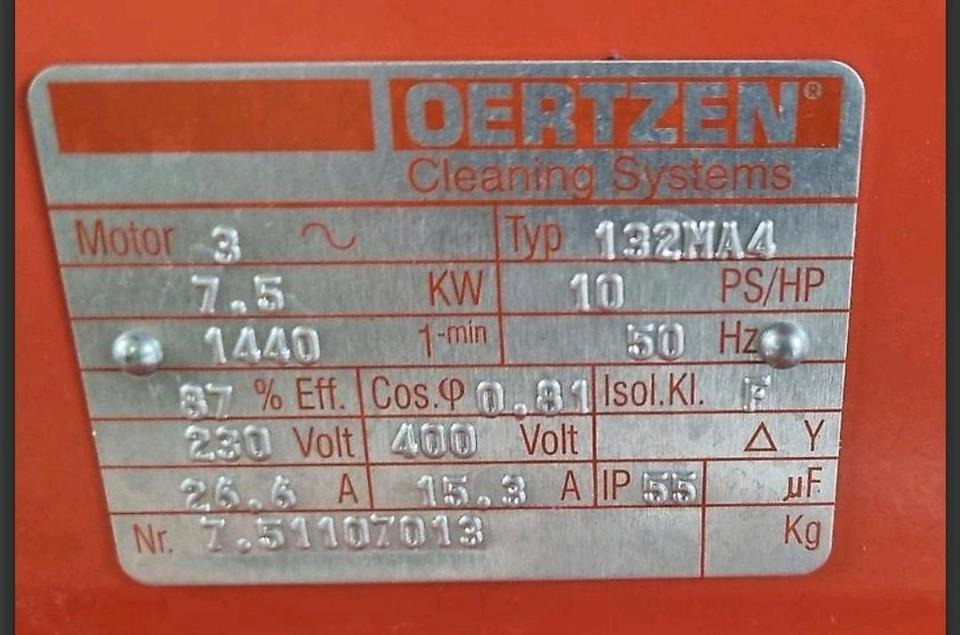 OERTZEN®
Cleaning Systems
Motor 3 ~ Typ 132MA4
7.5 KW 10 PS/HP
1440 1-min 50 Hz
87 % Eff. Cos.φ 0.81 Isol.Kl. F
230 Volt 400 Volt Δ Y
26.6 A 15.3 A IP 55 µF
Nr. 7.51107013 Kg